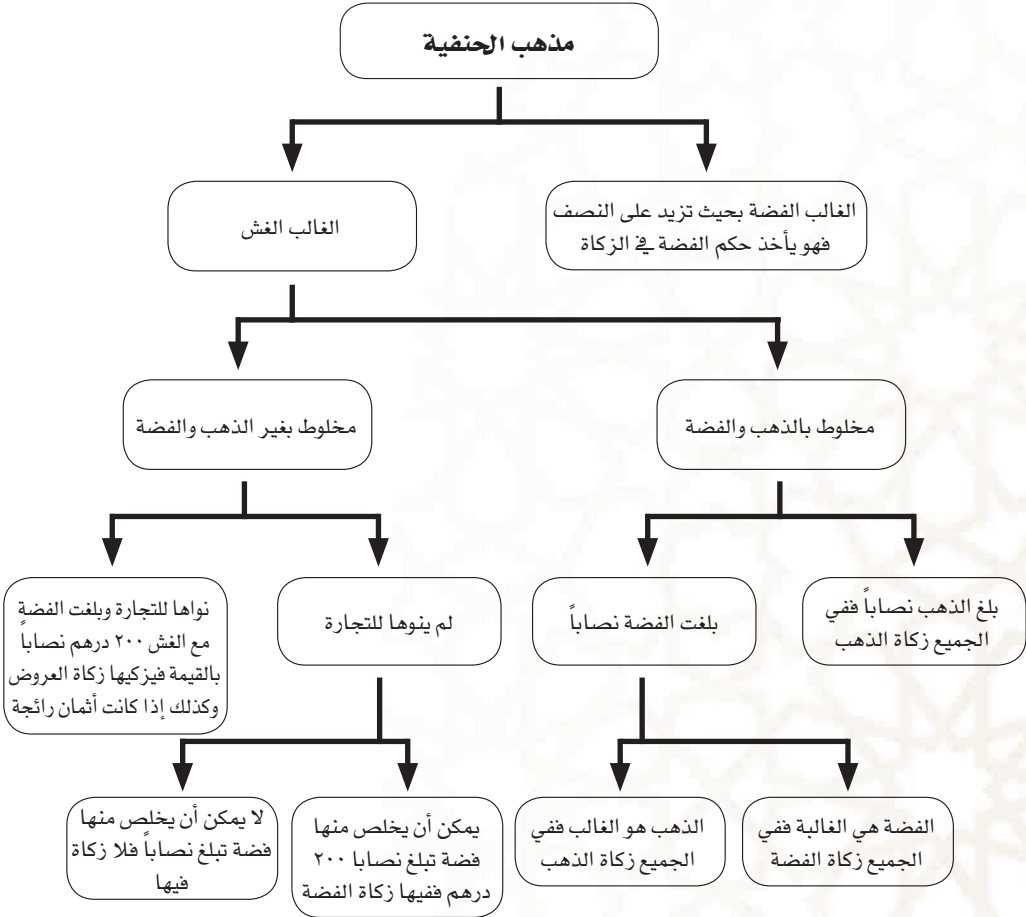 مذهب الحنفية
الغالب الفضة بحيث تزيد على النصف
فهو يأخذ حكم الفضة في الزكاة
الغالب الغش
مخلوط بالذهب والفضة
مخلوط بغير الذهب والفضة
بلغ الذهب نصاباً ففي
الجميع زكاة الذهب
بلغت الفضة نصاباً
لم ينوها للتجارة
نواها للتجارة وبلغت الفضة
مع الغش ٢٠٠ درهم نصاباً
بالقيمة فيزكيها زكاة العروض
وكذلك إذا كانت أثمان رائجة
الفضة هي الغالبة ففي
الجميع زكاة الفضة
الذهب هو الغالب ففي
الجميع زكاة الذهب
يمكن أن يخلص منها
فضة تبلغ نصابا ٢٠٠
درهم ففيها زكاة الفضة
لا يمكن أن يخلص منها
فضة تبلغ نصاباً فلا زكاة
فيها